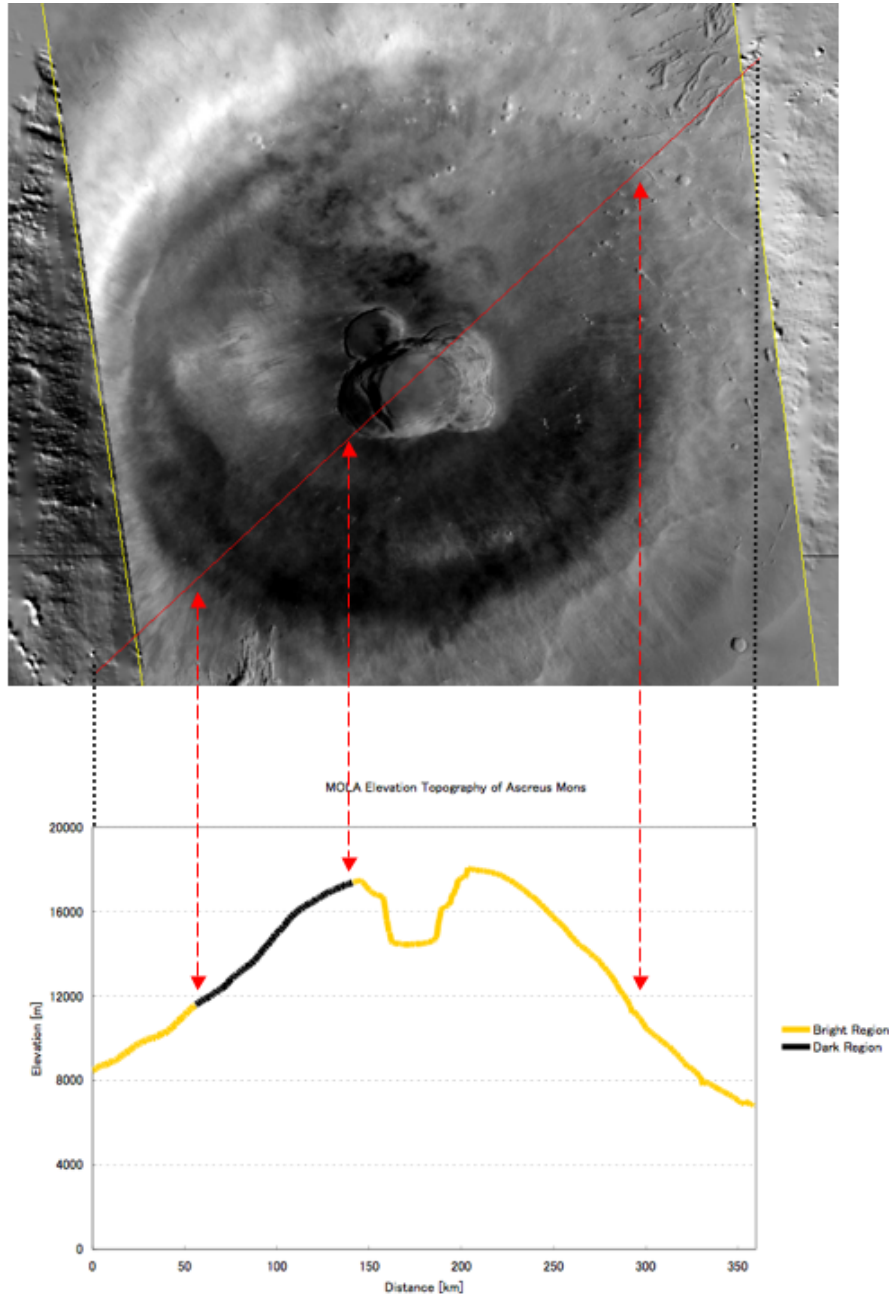 MOLA Elevation Topography of Ascreus Mons
20000
16000
12000
8000
4000
0
Elevation [m]
0 50 100 150 200 250 300 350
Distance [km]
Bright Region
Dark Region